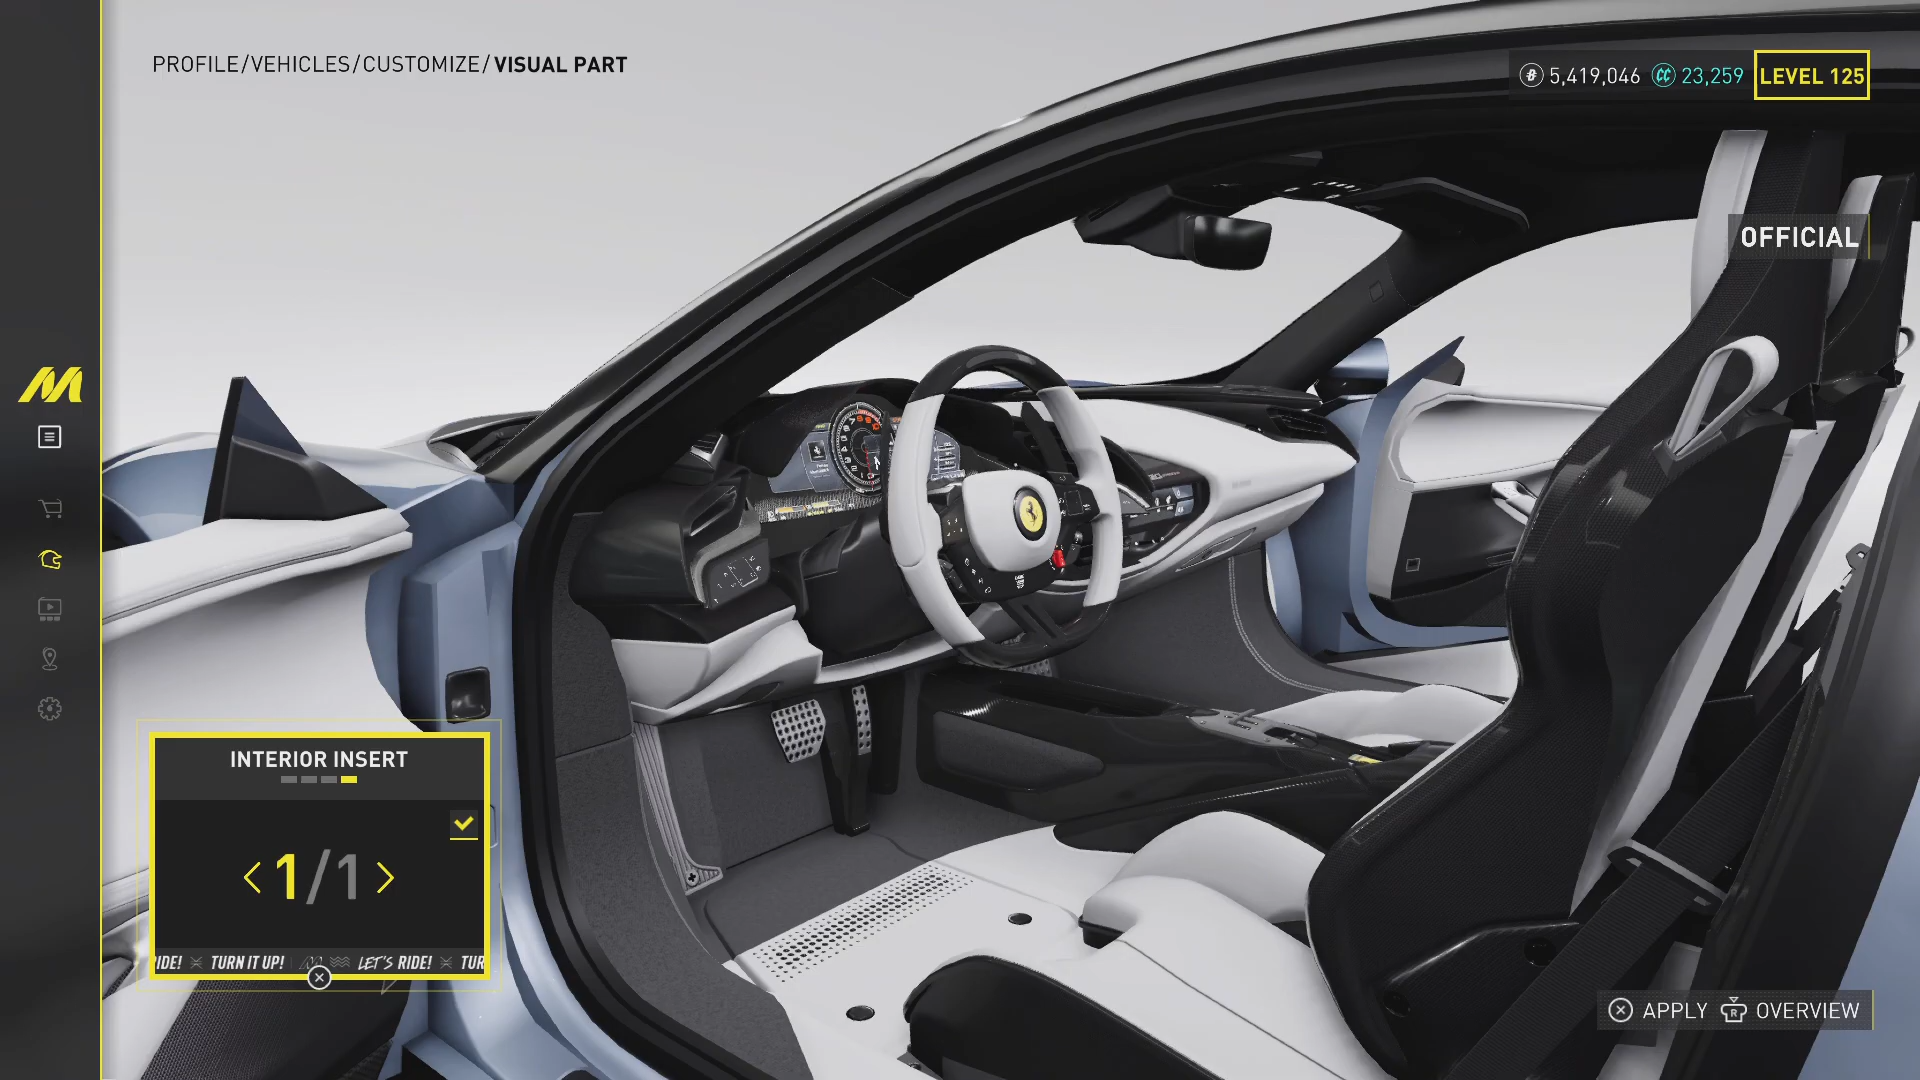 PROFILE/VEHICLES/CUSTOMIZE/VISUAL PART
5,419,046 23,259 LEVEL 125
OFFICIAL
INTERIOR INSERT
1/1
RIDE! TURN IT UP! LET'S RIDE! TUR
APPLY R OVERVIEW